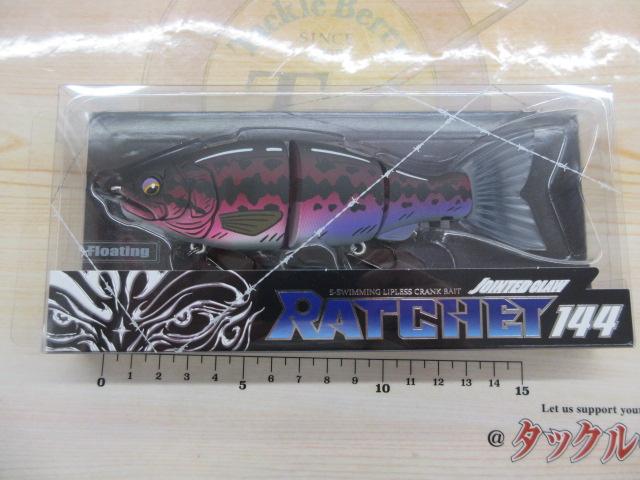 Tackle Berry
SINCE
T
Floating
S-SWIMMING LIPLESS CRANK BAIT
JOINTED CLAW
RATCHET 144
0 1 2 3 4 5 6 7 8 9 10 11 12 13 14 15
Let us support your
@タックル